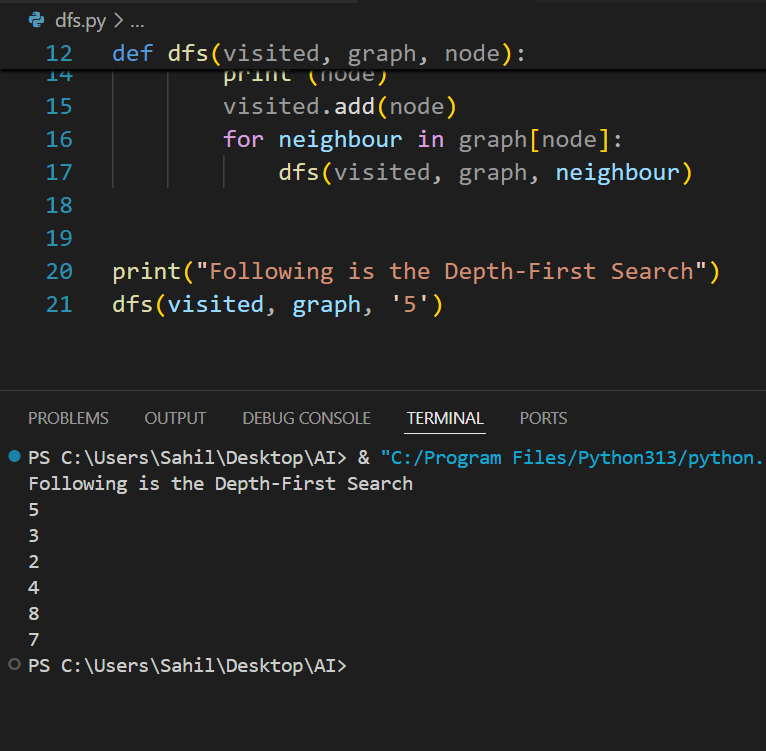 dfs.py > ...
12 def dfs(visited, graph, node):
14 print (node)
15 visited.add(node)
16 for neighbour in graph[node]:
17 dfs(visited, graph, neighbour)
18
19
20 print("Following is the Depth-First Search")
21 dfs(visited, graph, '5')
PROBLEMS OUTPUT DEBUG CONSOLE TERMINAL PORTS
PS C:\Users\Sahil\Desktop\AI> & "C:/Program Files/Python313/python.
Following is the Depth-First Search
5
3
2
4
8
7
PS C:\Users\Sahil\Desktop\AI>